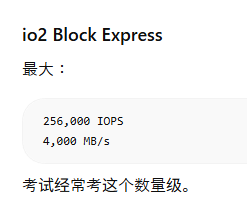 io2 Block Express
最大：
256,000 IOPS
4,000 MB/s
考试经常考这个数量级。